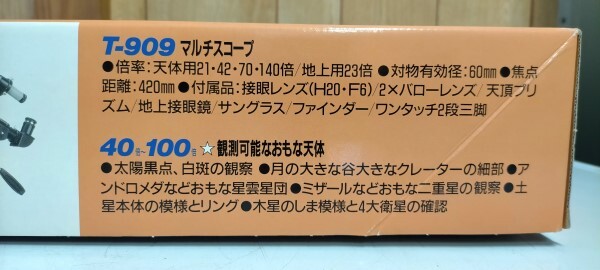 T-909 マルチスコープ
●倍率:天体用21・42・70・140倍/地上用23倍 ●対物有効径:60mm ●焦点
距離:420mm ●付属品:接眼レンズ(H20・F6)/2×バローレンズ/天頂プリ
ズム/地上接眼鏡/サングラス/ファインダー/ワンタッチ2段三脚
40倍~100倍 ☆観測可能なおもな天体
●太陽黒点、白斑の観察 ●月の大きな谷大きなクレーターの細部 ●ア
ンドロメダなどおもな星雲星団 ●ミザールなどおもな二重星の観察 ●土
星本体の模様とリング ●木星のしま模様と4大衛星の確認